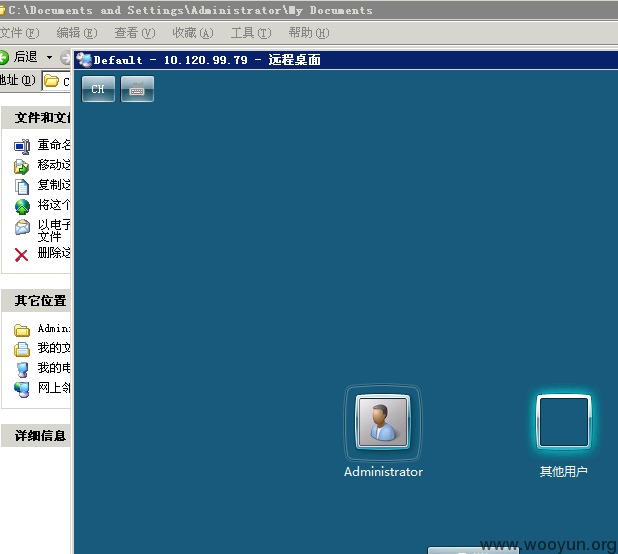 C:\Documents and Settings\Administrator\My Documents
文件(F) 编辑(E) 查看(V) 收藏(A) 工具(T) 帮助(H)
后退
Default - 10.120.99.79 - 远程桌面
地址(D)
CH
文件和文
重命名
移动这
复制这
将这个
以电子
文件
删除这
其它位置
Admini
我的文
我的电
网上邻
详细信息
Administrator
其他用户
www.wooyun.org